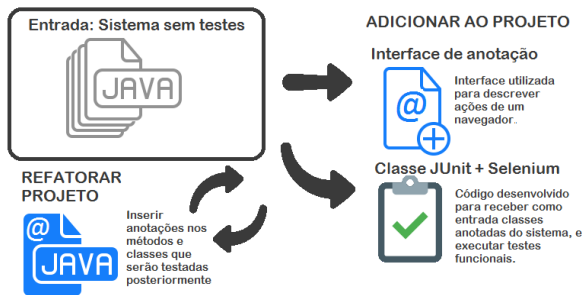 Entrada: Sistema sem testes
JAVA
ADICIONAR AO PROJETO
Interface de anotação
@
Interface utilizada
para descrever
ações de um
navegador..
Classe JUnit + Selenium
Código desenvolvido
para receber como
entrada classes
anotadas do sistema, e
executar testes
funcionais.
REFATORAR
PROJETO
@
JAVA
Inserir
anotações nos
métodos e
classes que
serão testadas
posteriormente